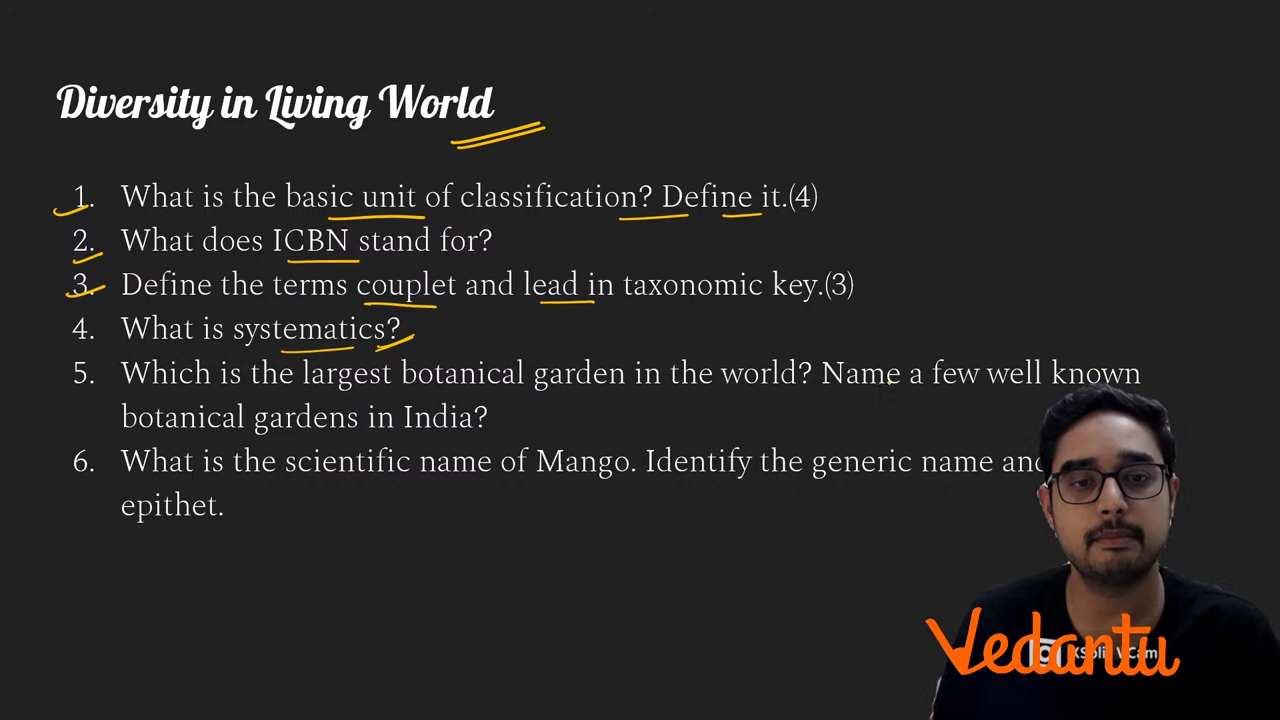 Diversity in Living World
1. What is the basic unit of classification? Define it.(4)
2. What does ICBN stand for?
3. Define the terms couplet and lead in taxonomic key.(3)
4. What is systematics?
5. Which is the largest botanical garden in the world? Name a few well known
botanical gardens in India?
6. What is the scientific name of Mango. Identify the generic name and
epithet.
Vedantu
XSplit VCam